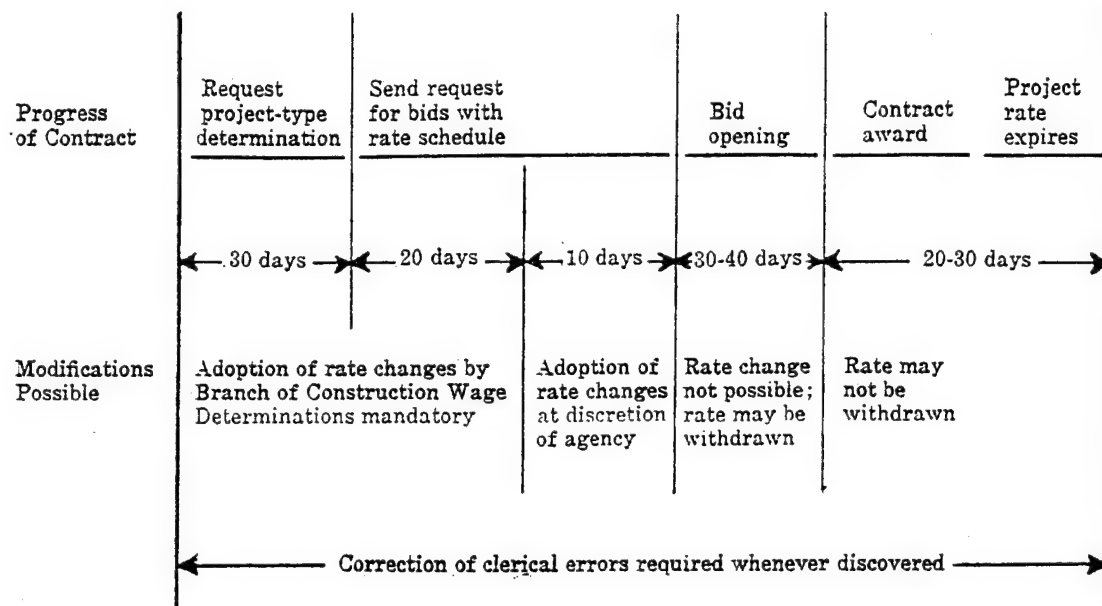 Progress
of Contract
Request
project-type
determination
Send request
for bids with
rate schedule
Bid
opening
Contract
award
Project
rate
expires
30 days
20 days
10 days
30-40 days
20-30 days
Modifications
Possible
Adoption of rate changes by
Branch of Construction Wage
Determinations mandatory
Adoption of
rate changes
at discretion
of agency
Rate change
not possible;
rate may be
withdrawn
Rate may
not be
withdrawn
Correction of clerical errors required whenever discovered